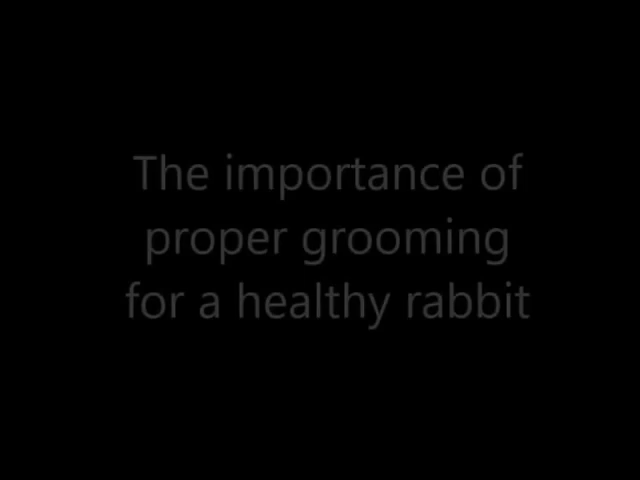 The importance of
proper grooming
for a healthy rabbit